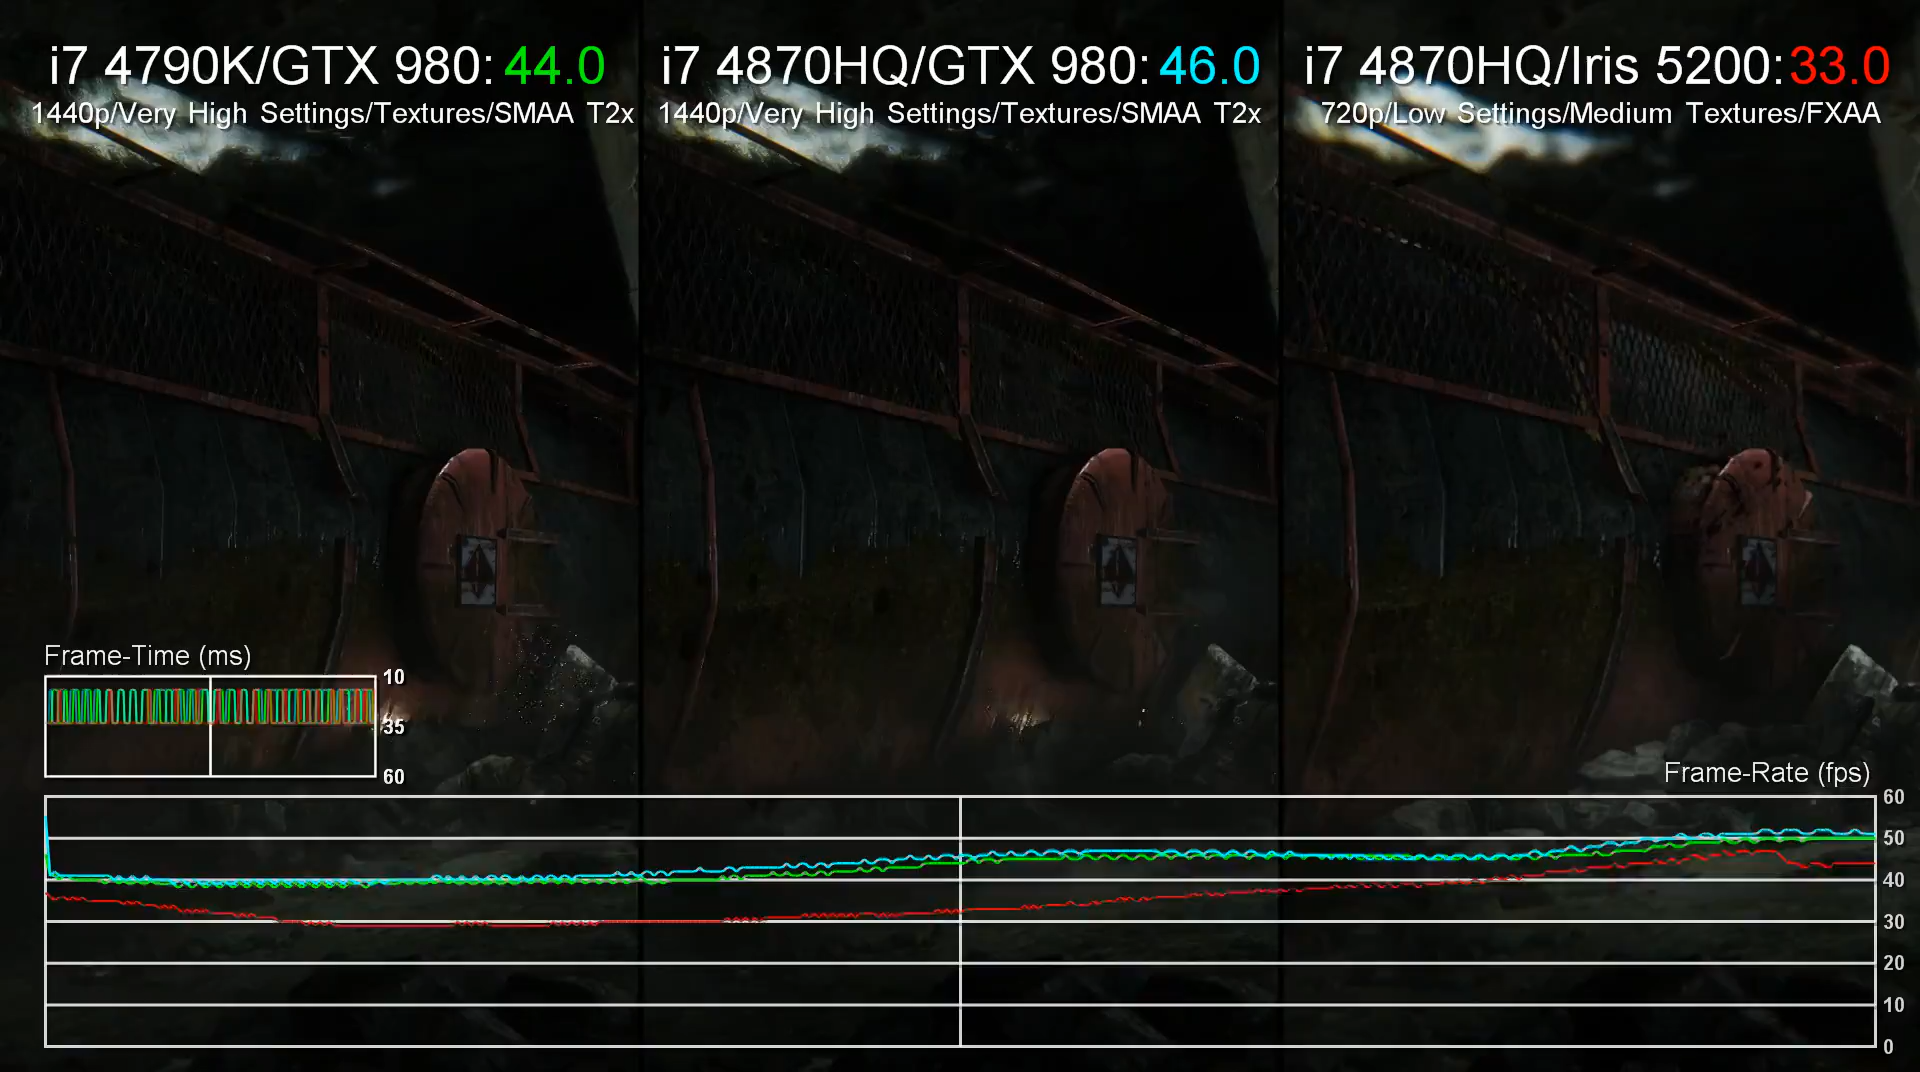 i7 4790K/GTX 980: 44.0
1440p/Very High Settings/Textures/SMAA T2x
i7 4870HQ/GTX 980: 46.0
1440p/Very High Settings/Textures/SMAA T2x
i7 4870HQ/Iris 5200: 33.0
720p/Low Settings/Medium Textures/FXAA
Frame-Time (ms)
10
35
60
Frame-Rate (fps)
60
50
40
30
20
10
0